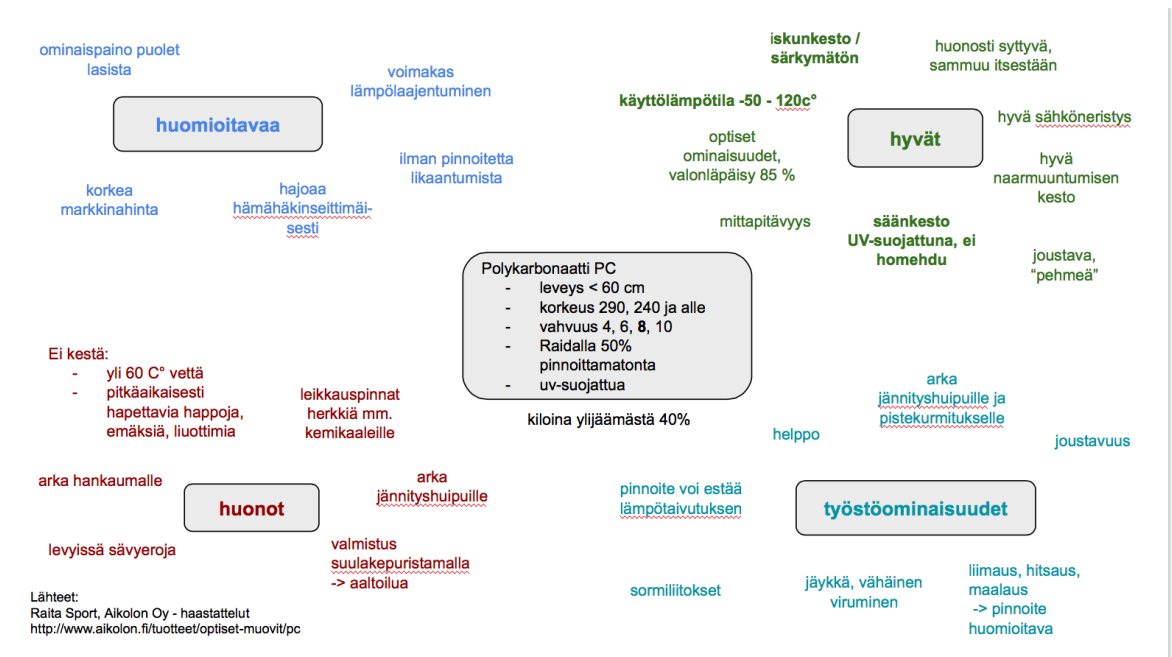 ominaispaino puolet
lasista
voimakas
lämpölaajentuminen
huomioitavaa
ilman pinnoitetta
likaantumista
korkea
markkinahinta
hajoaa
hämähäkinseittimäi-
sesti
iskunkesto /
särkymätön
huonosti syttyvä,
sammuu itsestään
käyttölämpötila -50 - 120c°
hyvät
hyvä sähköneristys
optiset
ominaisuudet,
valonläpäisy 85 %
hyvä
naarmuuntumisen
kesto
mittapitävyys
säänkesto
UV-suojattuna, ei
homehdu
joustava,
“pehmeä”
Polykarbonaatti PC
- leveys < 60 cm
- korkeus 290, 240 ja alle
- vahvuus 4, 6, 8, 10
- Raidalla 50%
pinnoittamatonta
- uv-suojattua
kiloina ylijäämästä 40%
Ei kestä:
- yli 60 C° vettä
- pitkäaikaisesti
hapettavia happoja,
emäksiä, liuottimia
leikkauspinnat
herkkiä mm.
kemikaaleille
arka hankaumalle
huonot
arka
jännityshuipuille
levyissä sävyeroja
valmistus
suulakepuristamalla
-> aaltoilua
arka
jännityshuipuille ja
pistekurmitukselle
helppo
joustavuus
pinnoite voi estää
lämpötaivutuksen
työstöominaisuudet
sormiliitokset
jäykkä, vähäinen
viruminen
liimaus, hitsaus,
maalaus
-> pinnoite
huomioitava
Lähteet:
Raita Sport, Aikolon Oy - haastattelut
http://www.aikolon.fi/tuotteet/optiset-muovit/pc